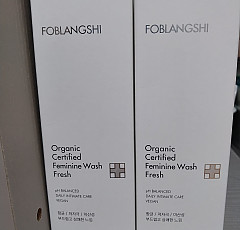 FOBLANGSHI
Organic
Certified
Feminine Wash
Fresh
pH BALANCED
DAILY INTIMATE CARE
VEGAN
FOBLANGSHI
Organic
Certified
Feminine Wash
Fresh
pH BALANCED
DAILY INTIMATE CARE
VEGAN